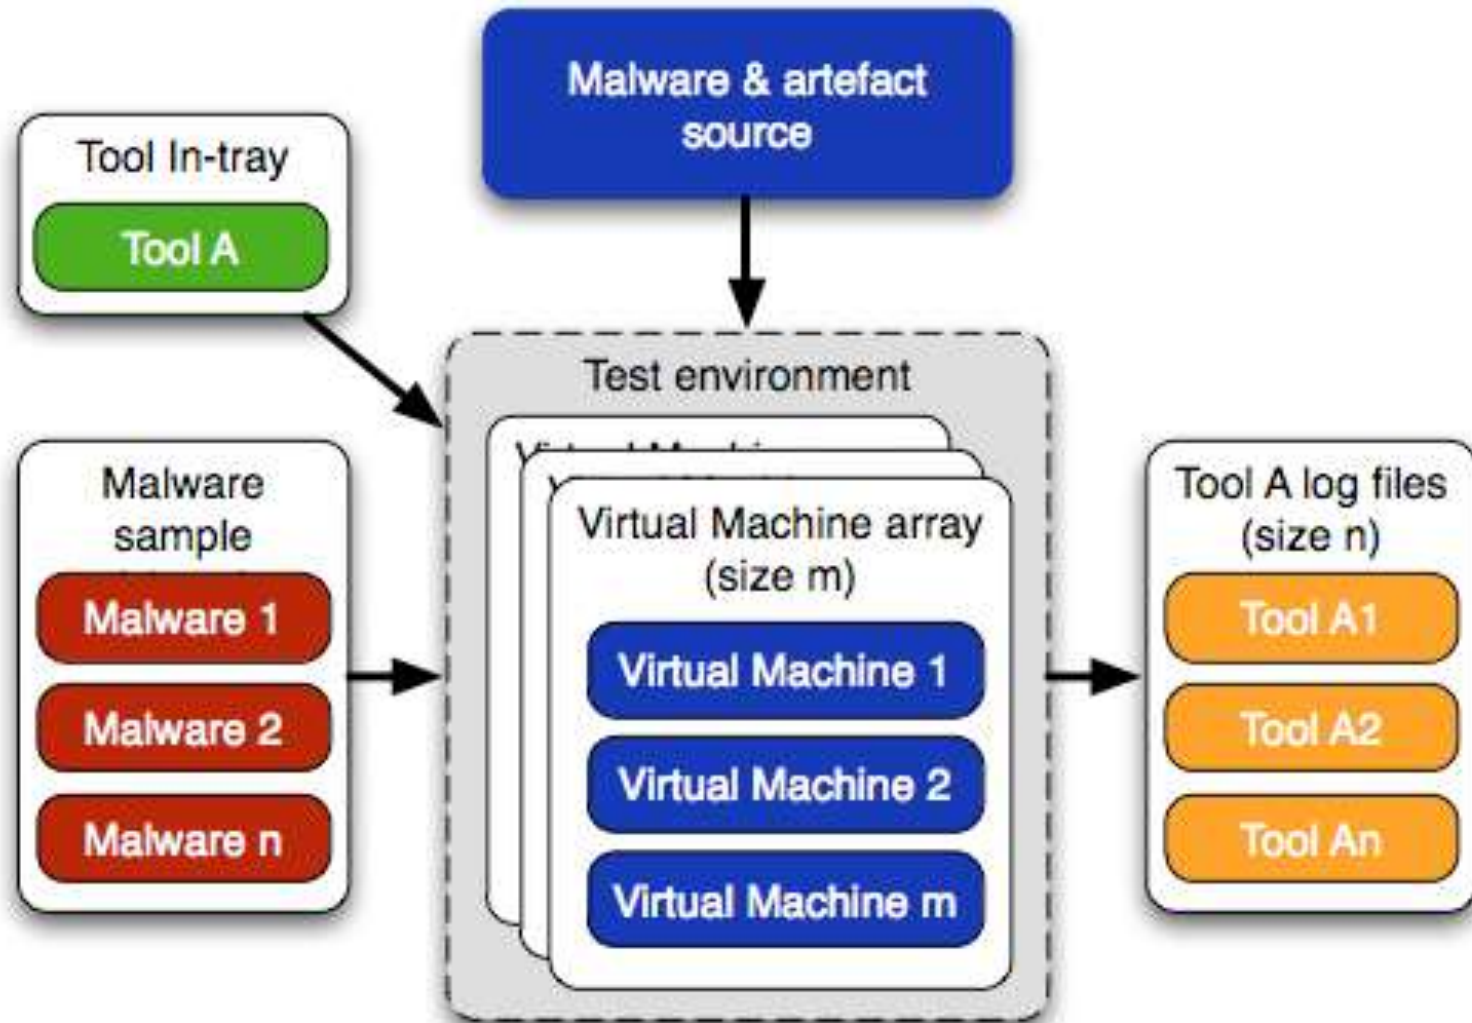 Malware & artefact
source
Tool In-tray
Tool A
Test environment
Malware
sample
Malware 1
Malware 2
Malware n
Virtual Machine
Virtual Machine array
(size m)
Virtual Machine 1
Virtual Machine 2
Virtual Machine m
Tool A log files
(size n)
Tool A1
Tool A2
Tool An